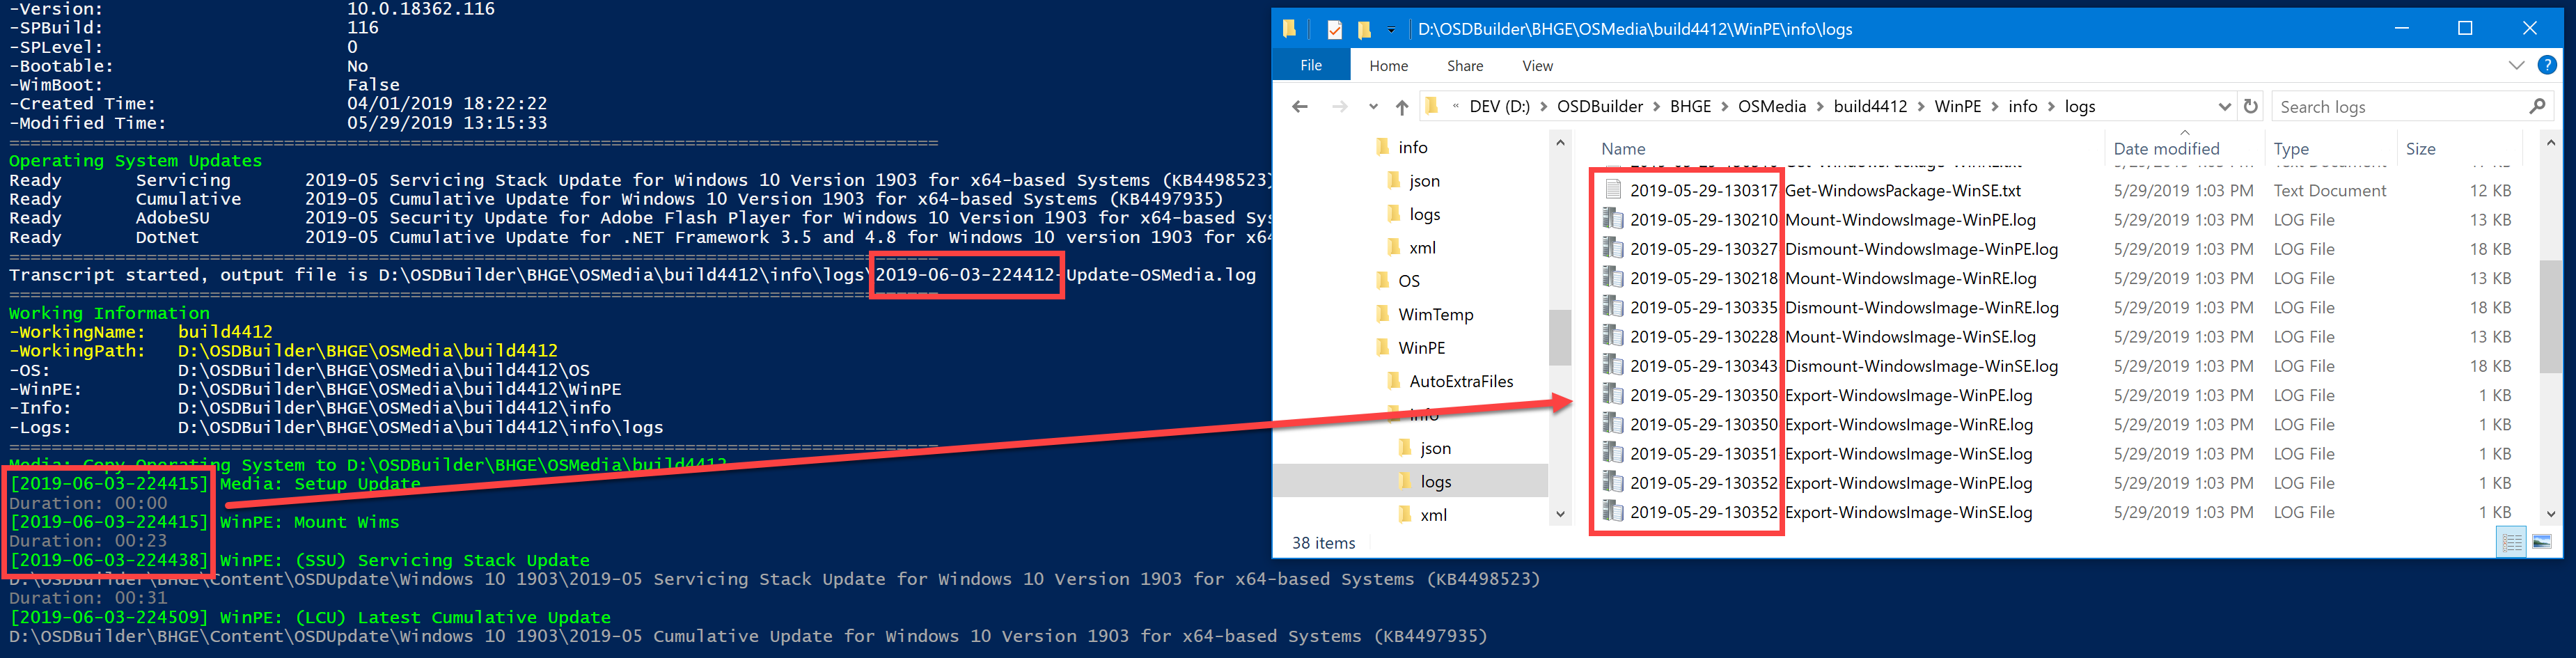 -Version:                10.0.18362.116
-SPBuild:                116
-SPLevel:                0
-Bootable:               No
-WimBoot:                False
-Created Time:           04/01/2019 18:22:22
-Modified Time:          05/29/2019 13:15:33
========================================================================================
Operating System Updates
Ready       Servicing       2019-05 Servicing Stack Update for Windows 10 Version 1903 for x64-based Systems (KB4498523)
Ready       Cumulative      2019-05 Cumulative Update for Windows 10 Version 1903 for x64-based Systems (KB4497935)
Ready       AdobeSU         2019-05 Security Update for Adobe Flash Player for Windows 10 Version 1903 for x64-based Sys
Ready       DotNet          2019-05 Cumulative Update for .NET Framework 3.5 and 4.8 for Windows 10 version 1903 for x64
========================================================================================
Transcript started, output file is D:\OSDBuilder\BHGE\OSMedia\build4412\info\logs\2019-06-03-224412-Update-OSMedia.log
========================================================================================
Working Information
-WorkingName:   build4412
-WorkingPath:   D:\OSDBuilder\BHGE\OSMedia\build4412
-OS:            D:\OSDBuilder\BHGE\OSMedia\build4412\OS
-WinPE:         D:\OSDBuilder\BHGE\OSMedia\build4412\WinPE
-Info:          D:\OSDBuilder\BHGE\OSMedia\build4412\info
-Logs:          D:\OSDBuilder\BHGE\OSMedia\build4412\info\logs
========================================================================================
Media: Copy Operating System to D:\OSDBuilder\BHGE\OSMedia\build4412
[2019-06-03-224415] Media: Setup Update
Duration: 00:00
[2019-06-03-224415] WinPE: Mount Wims
Duration: 00:23
[2019-06-03-224438] WinPE: (SSU) Servicing Stack Update
D:\OSDBuilder\BHGE\Content\OSDUpdate\Windows 10 1903\2019-05 Servicing Stack Update for Windows 10 Version 1903 for x64-based Systems (KB4498523)
Duration: 00:31
[2019-06-03-224509] WinPE: (LCU) Latest Cumulative Update
D:\OSDBuilder\BHGE\Content\OSDUpdate\Windows 10 1903\2019-05 Cumulative Update for Windows 10 Version 1903 for x64-based Systems (KB4497935)
D:\OSDBuilder\BHGE\OSMedia\build4412\WinPE\info\logs
File Home Share View
« DEV (D:) > OSDBuilder > BHGE > OSMedia > build4412 > WinPE > info > logs
Search logs
info
json
logs
xml
OS
WimTemp
WinPE
AutoExtraFiles
info
json
logs
xml
Name Date modified Type Size
2019-05-29-130317-Get-WindowsPackage-WinSE.txt 5/29/2019 1:03 PM Text Document 12 KB
2019-05-29-130210-Mount-WindowsImage-WinPE.log 5/29/2019 1:03 PM LOG File 13 KB
2019-05-29-130327-Dismount-WindowsImage-WinPE.log 5/29/2019 1:03 PM LOG File 18 KB
2019-05-29-130218-Mount-WindowsImage-WinRE.log 5/29/2019 1:03 PM LOG File 13 KB
2019-05-29-130335-Dismount-WindowsImage-WinRE.log 5/29/2019 1:03 PM LOG File 18 KB
2019-05-29-130228-Mount-WindowsImage-WinSE.log 5/29/2019 1:03 PM LOG File 13 KB
2019-05-29-130343-Dismount-WindowsImage-WinSE.log 5/29/2019 1:03 PM LOG File 18 KB
2019-05-29-130350-Export-WindowsImage-WinPE.log 5/29/2019 1:03 PM LOG File 1 KB
2019-05-29-130350-Export-WindowsImage-WinRE.log 5/29/2019 1:03 PM LOG File 1 KB
2019-05-29-130351-Export-WindowsImage-WinSE.log 5/29/2019 1:03 PM LOG File 1 KB
2019-05-29-130352-Export-WindowsImage-WinPE.log 5/29/2019 1:03 PM LOG File 1 KB
2019-05-29-130352-Export-WindowsImage-WinSE.log 5/29/2019 1:03 PM LOG File 1 KB
38 items